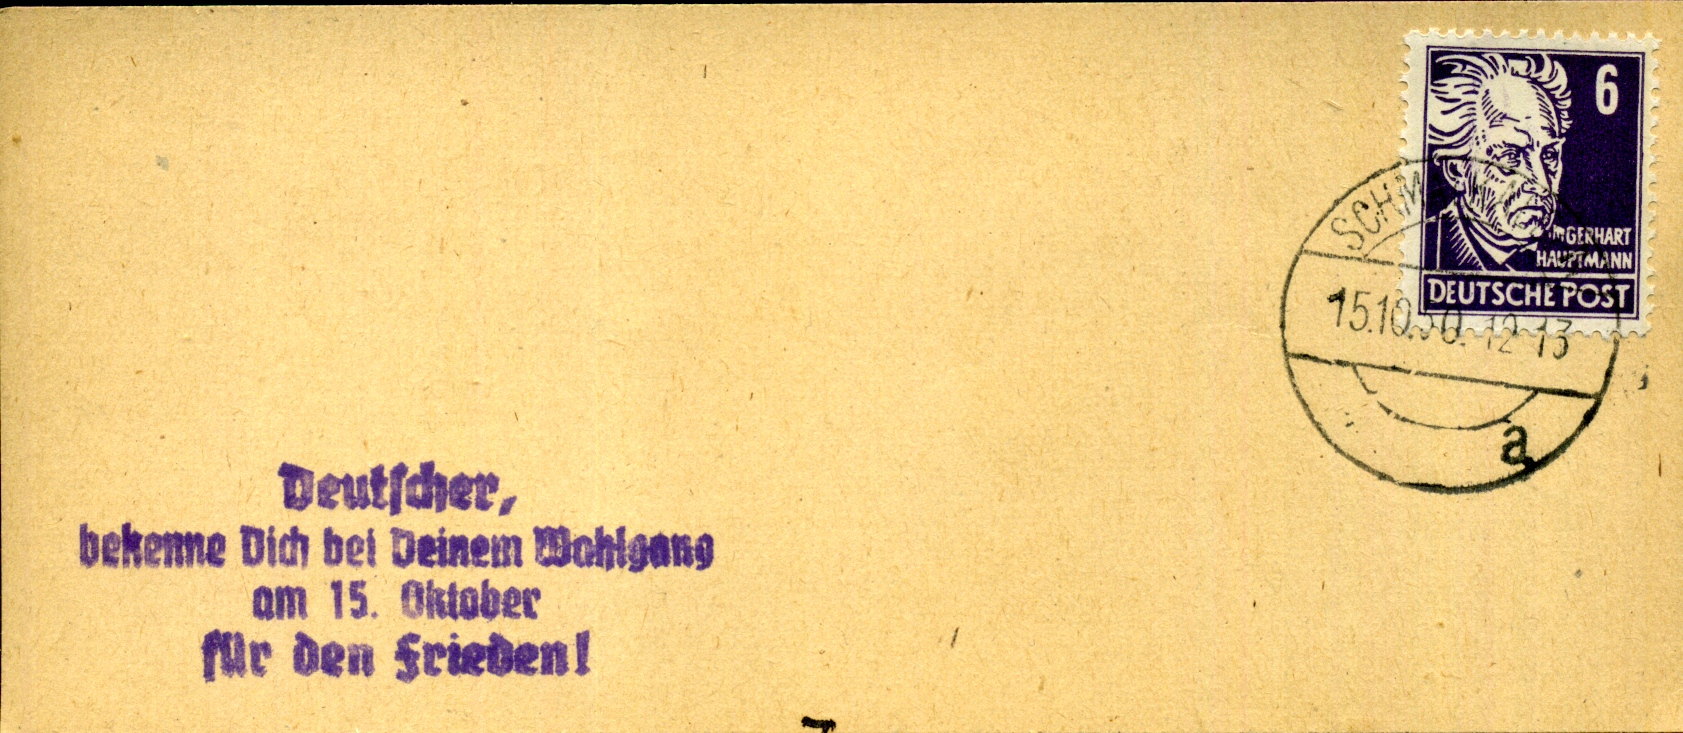 6
GERHART
HAUPTMANN
DEUTSCHE POST
15.10.50. 12-13
a
Deutscher,
bekenne Dich bei Deinem Wahlgang
am 15. Oktober
für den Frieden!